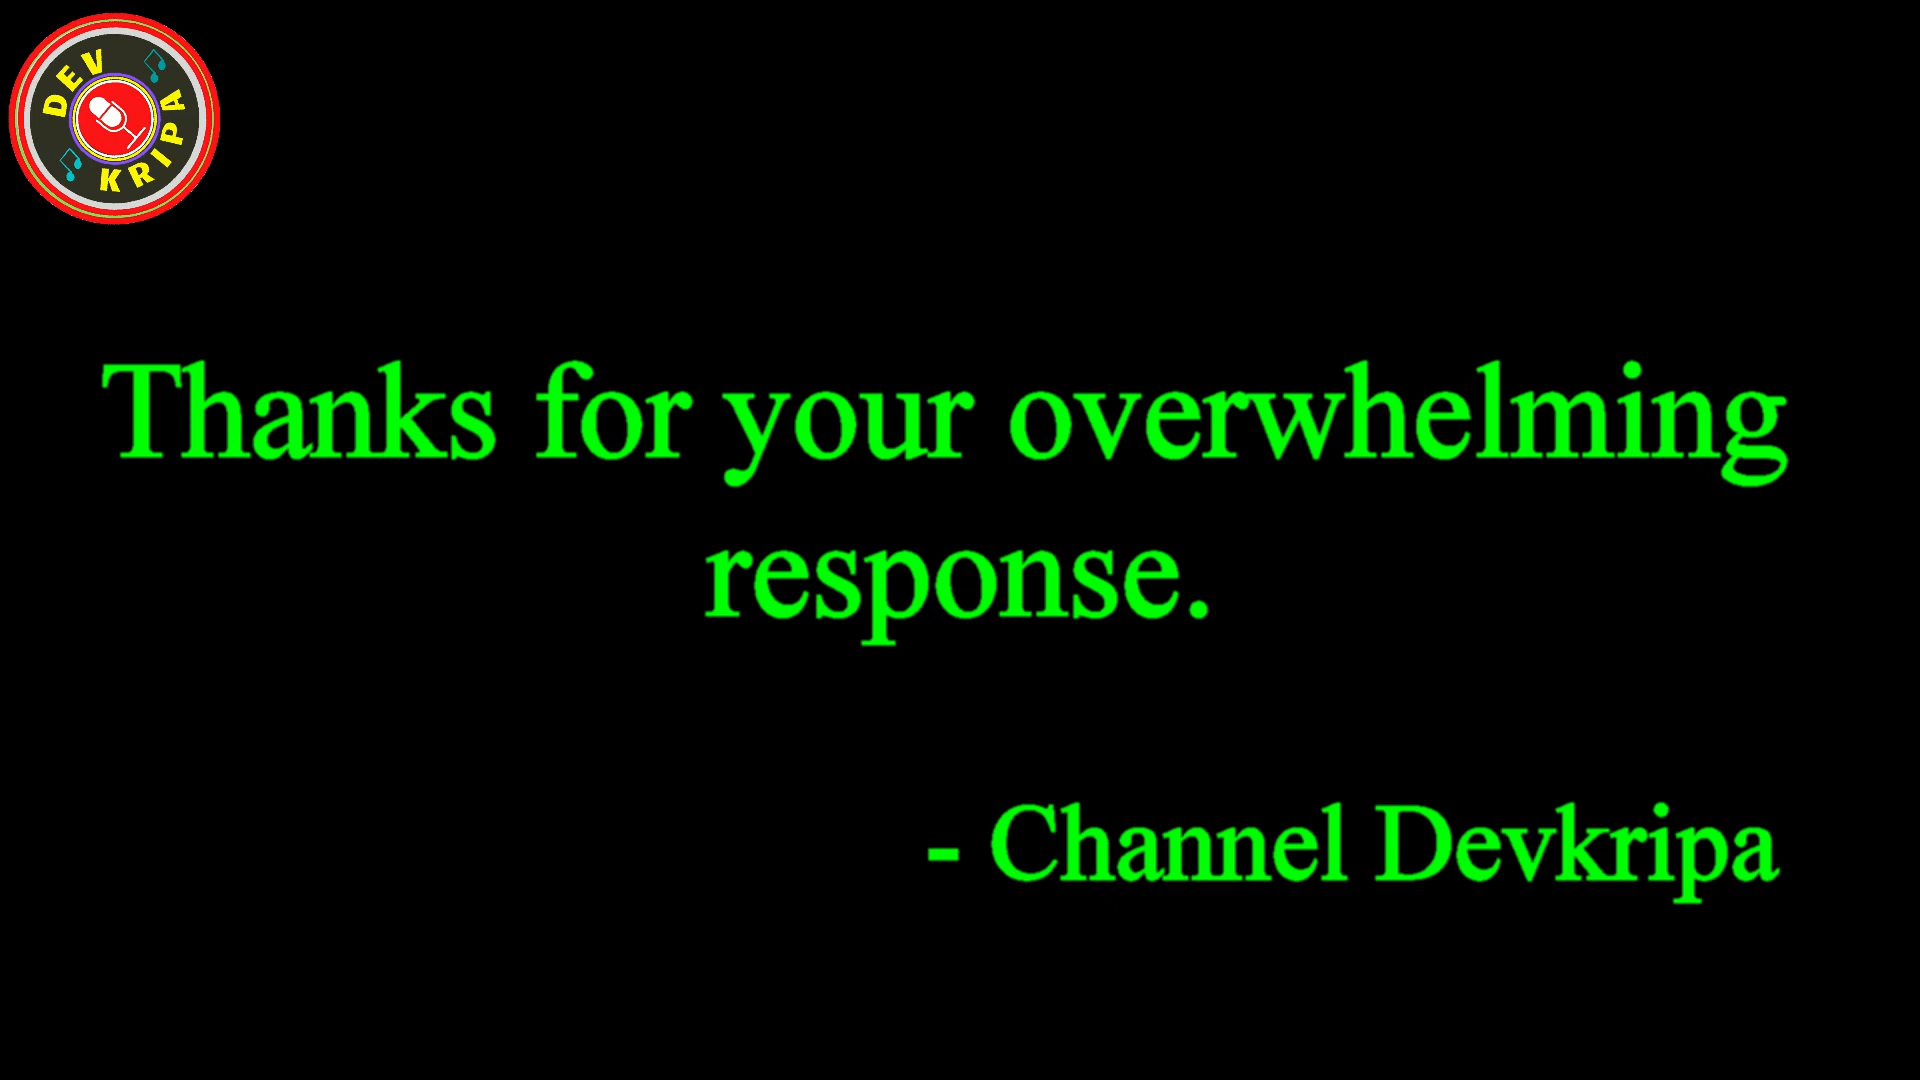 DEV
KRIPA
Thanks for your overwhelming
response.
- Channel Devkripa